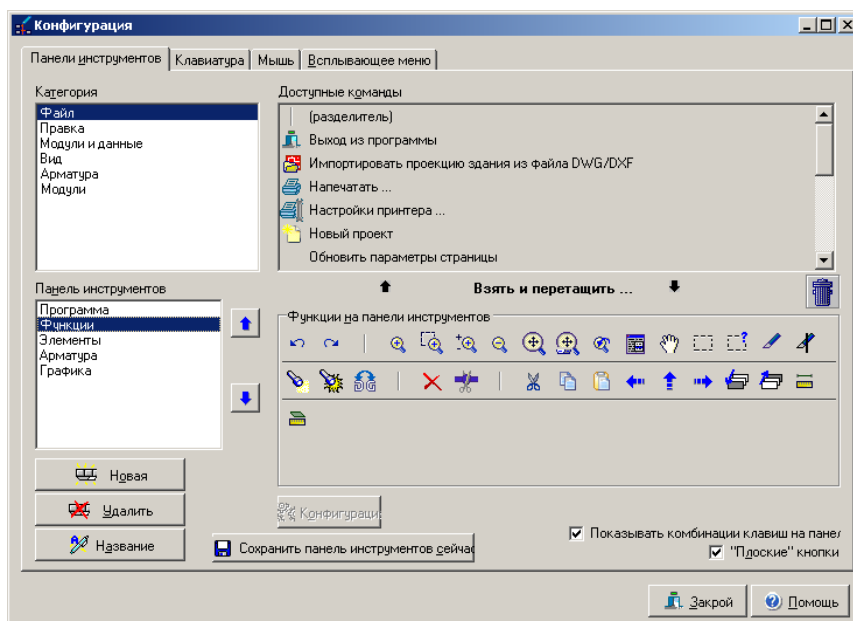 Конфигурация
Панели инструментов Клавиатура Мышь Всплывающее меню
Категория
Файл
Правка
Модули и данные
Вид
Арматура
Модули
Доступные команды
(разделитель)
Выход из программы
Импортировать проекцию здания из файла DWG/DXF
Напечатать ...
Настройки принтера ...
Новый проект
Обновить параметры страницы
Взять и перетащить ...
Панель инструментов
Программа
Функции
Элементы
Арматура
Графика
Функции на панели инструментов
Новая
Удалить
Название
Конфигураци
Сохранить панель инструментов сейчас
Показывать комбинации клавиш на панел
"Плоские" кнопки
Закрой
Помощь